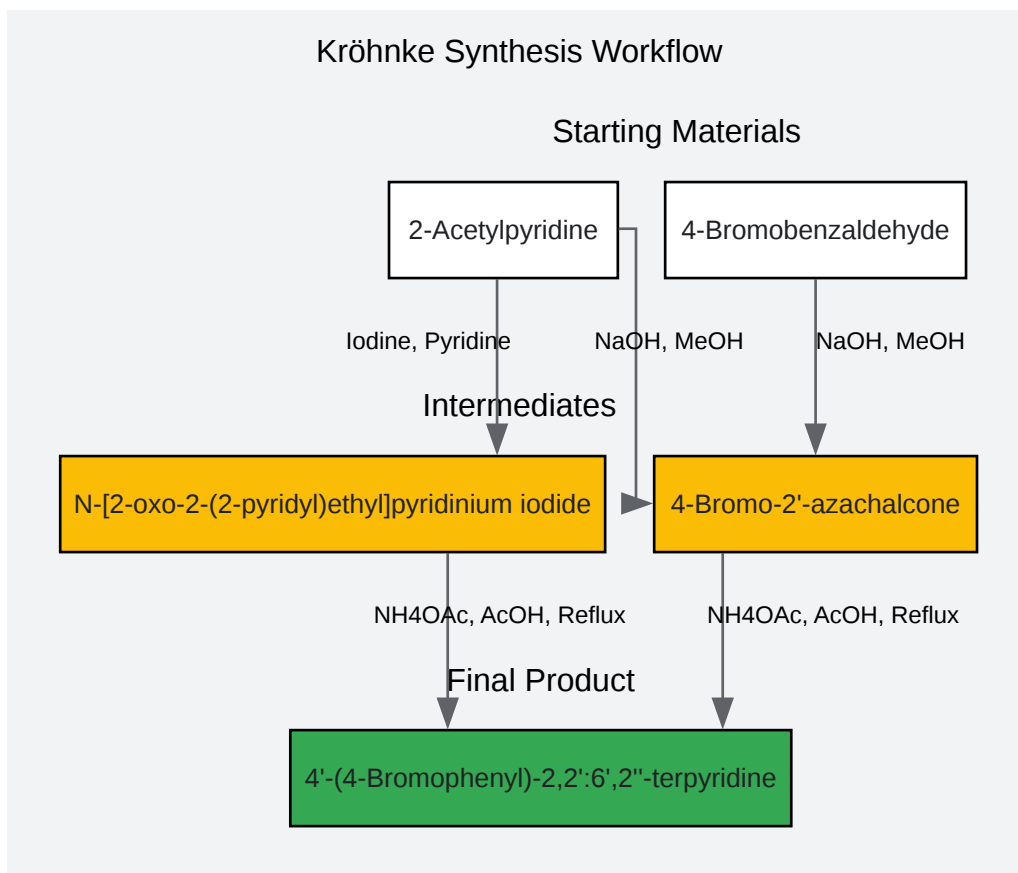 Kröhnke Synthesis Workflow
Starting Materials
2-Acetylpyridine
4-Bromobenzaldehyde
Iodine, Pyridine
NaOH, MeOH
NaOH, MeOH
Intermediates
N-[2-oxo-2-(2-pyridyl)ethyl]pyridinium iodide
4-Bromo-2'-azachalcone
NH4OAc, AcOH, Reflux
NH4OAc, AcOH, Reflux
Final Product
4'-(4-Bromophenyl)-2,2':6',2''-terpyridine